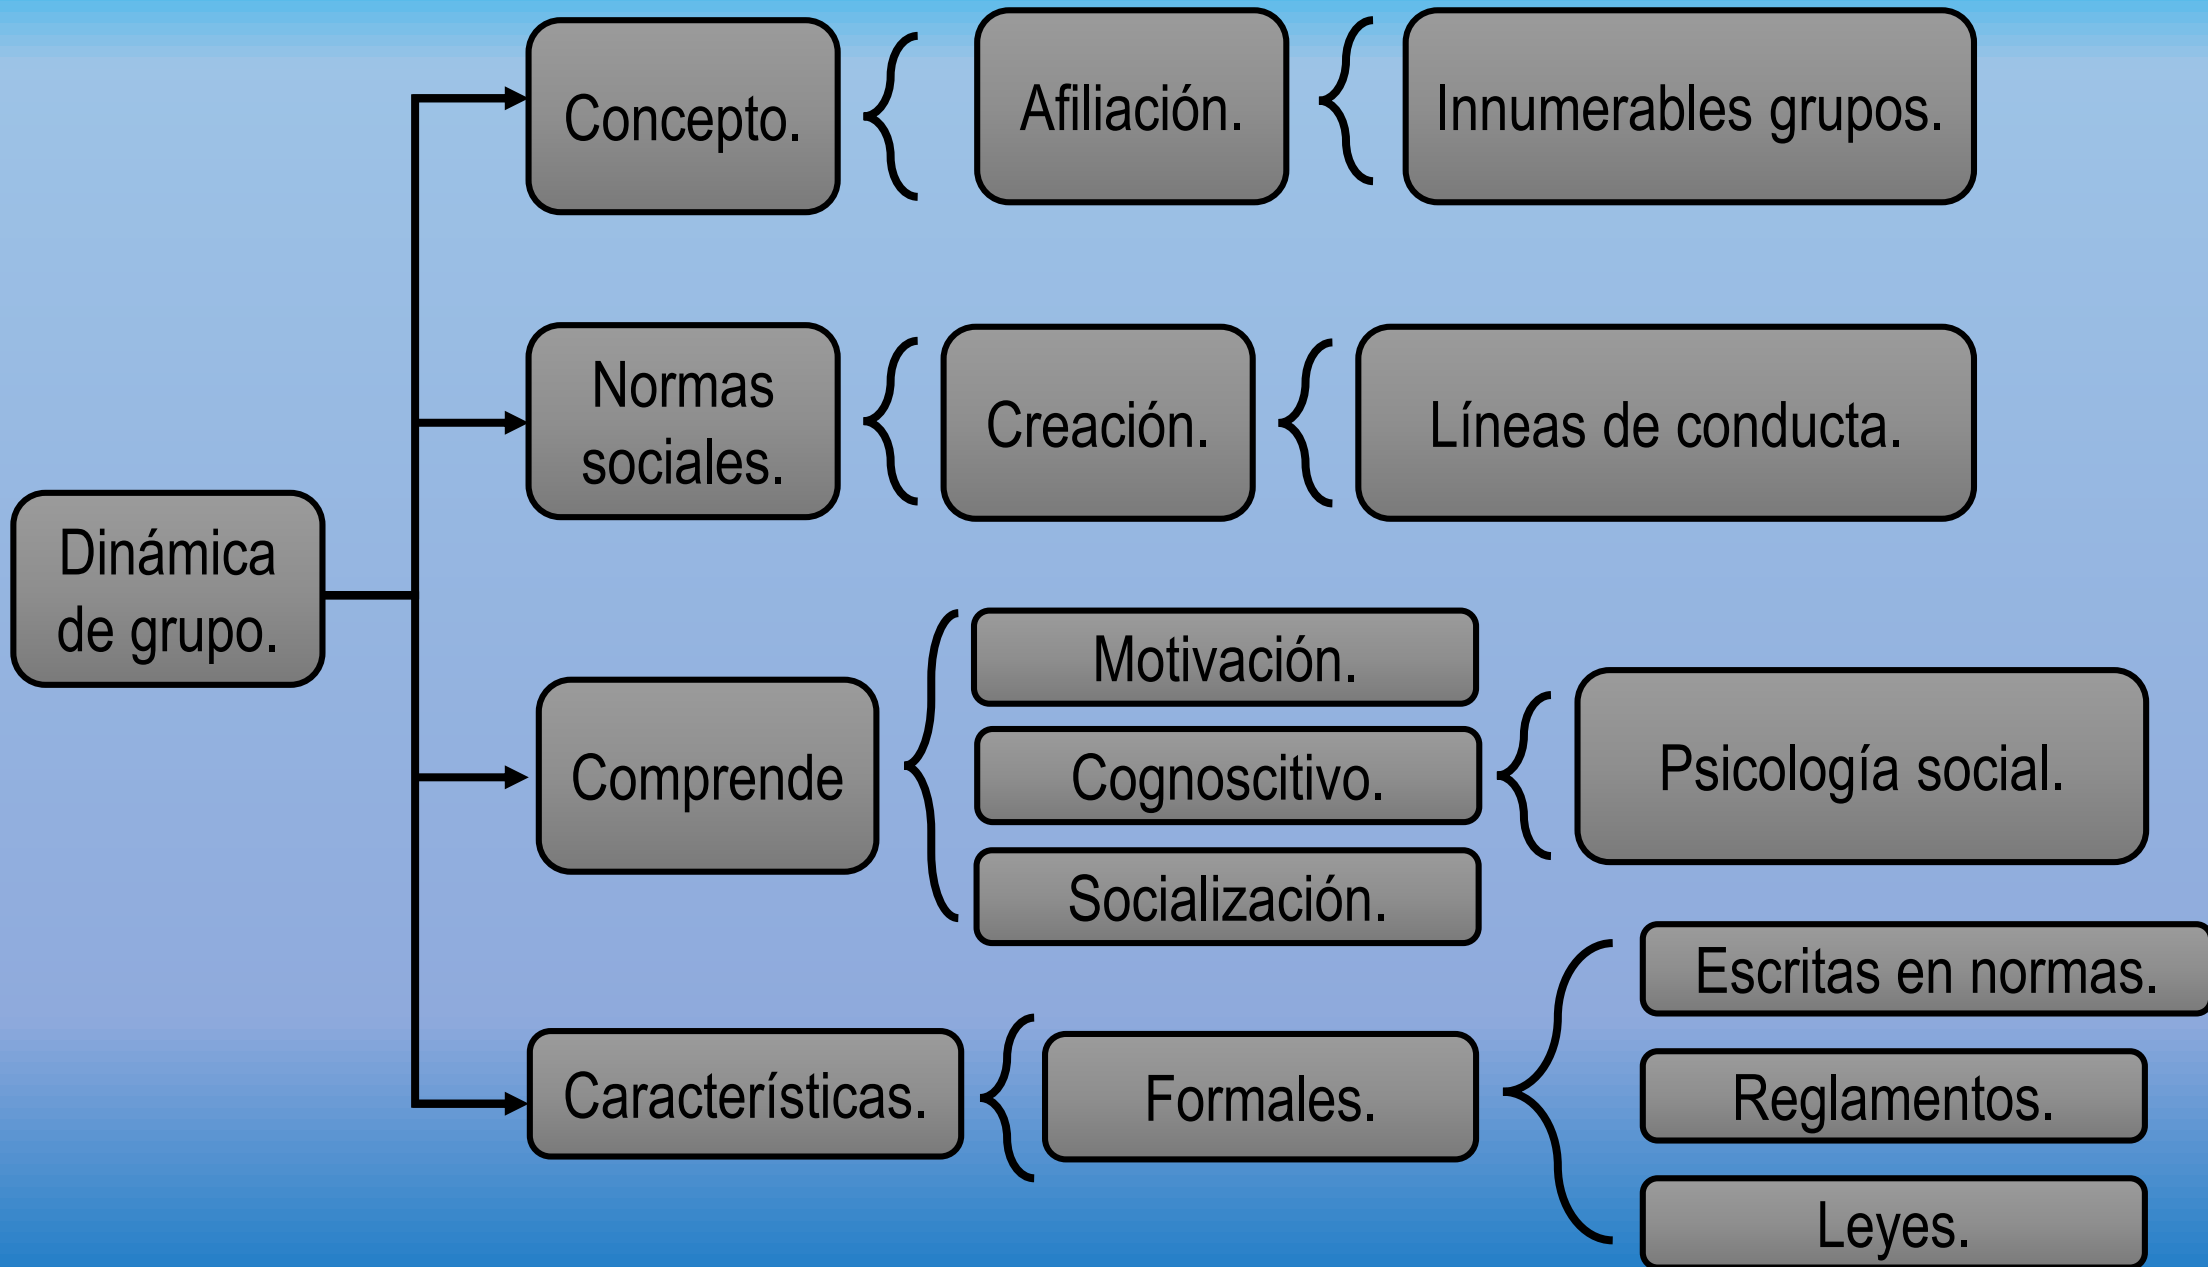 Dinámica
de grupo.
Concepto.
Afiliación.
Innumerables grupos.
Normas
sociales.
Creación.
Líneas de conducta.
Comprende
Motivación.
Cognoscitivo.
Socialización.
Psicología social.
Características.
Formales.
Escritas en normas.
Reglamentos.
Leyes.